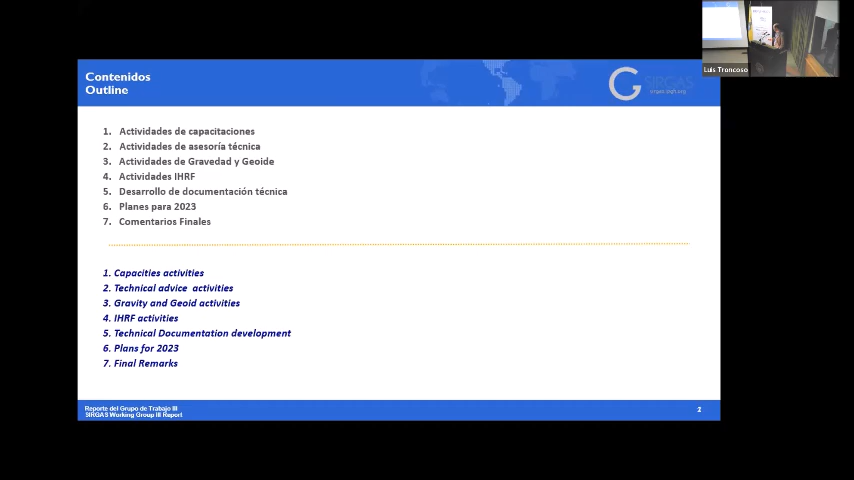 Contenidos
Outline
SIRGAS
1. Actividades de capacitaciones
2. Actividades de asesoría técnica
3. Actividades de Gravedad y Geoide
4. Actividades IHRF
5. Desarrollo de documentación técnica
6. Planes para 2023
7. Comentarios Finales
1. Capacities activities
2. Technical advice activities
3. Gravity and Geoid activities
4. IHRF activities
5. Technical Documentation development
6. Plans for 2023
7. Final Remarks
Reporte del Grupo de Trabajo III
SIRGAS Working Group III Report
2
Luis Troncoso